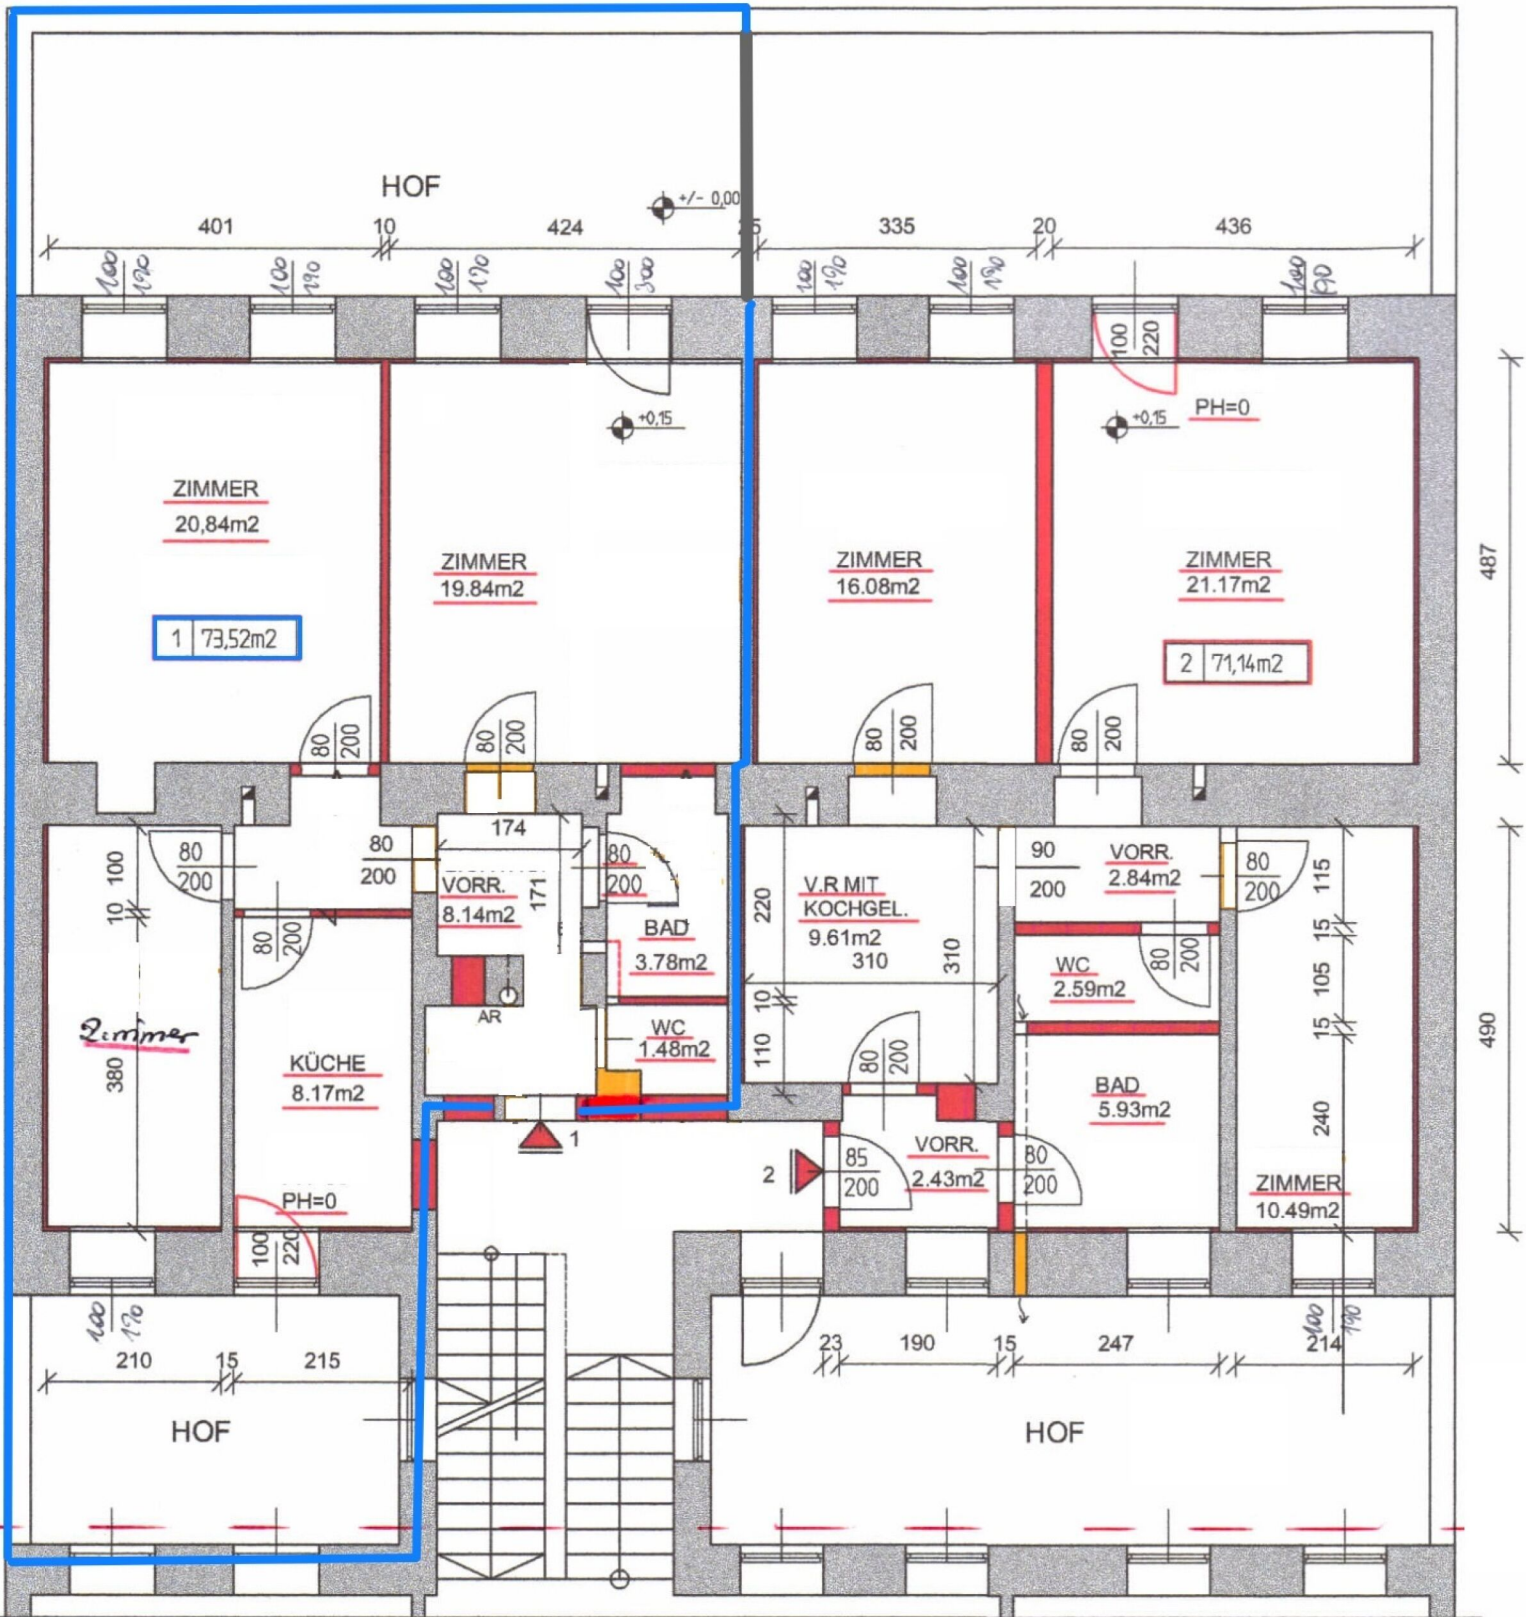 HOF
+/- 0,00
401
10
424
25
335
20
436
100
190
100
190
100
190
100
300
100
190
100
190
100
220
100
190
+0,15
PH=0
+0,15
ZIMMER
20,84m2
ZIMMER
19.84m2
ZIMMER
16.08m2
ZIMMER
21.17m2
487
1 73,52m2
2 71,14m2
80
200
80
200
80
200
80
200
174
80
200
100
10
380
80
200
VORR.
8.14m2
171
80
200
BAD
3.78m2
220
V.R MIT
KOCHGEL.
9.61m2
310
310
90
200
VORR.
2.84m2
80
200
115
15
80
200
WC
2.59m2
80
200
105
15
AR
10
110
Zimmer
KÜCHE
8.17m2
WC
1.48m2
80
200
BAD
5.93m2
240
490
1
2
85
200
VORR.
2.43m2
80
200
ZIMMER
10.49m2
PH=0
100
220
100
190
210
15
215
23
190
15
247
100
190
214
HOF
HOF